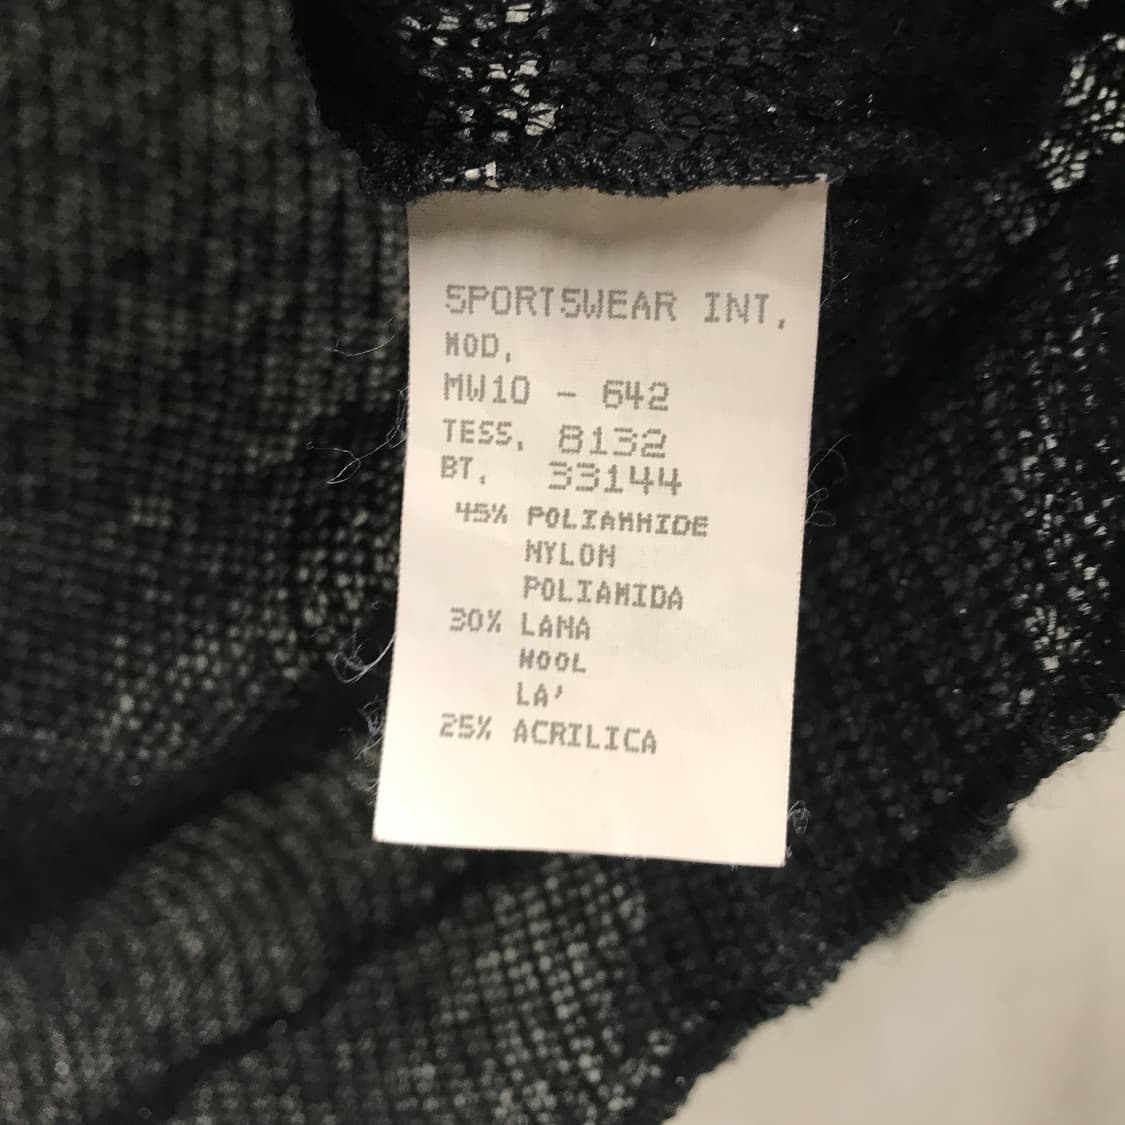 SPORTSWEAR INT.
MOD.
MW10 - 642
TESS. 8132
BT. 33144
45% POLIAMMIDE
NYLON
POLIAMIDA
30% LANA
WOOL
LA'
25% ACRILICA